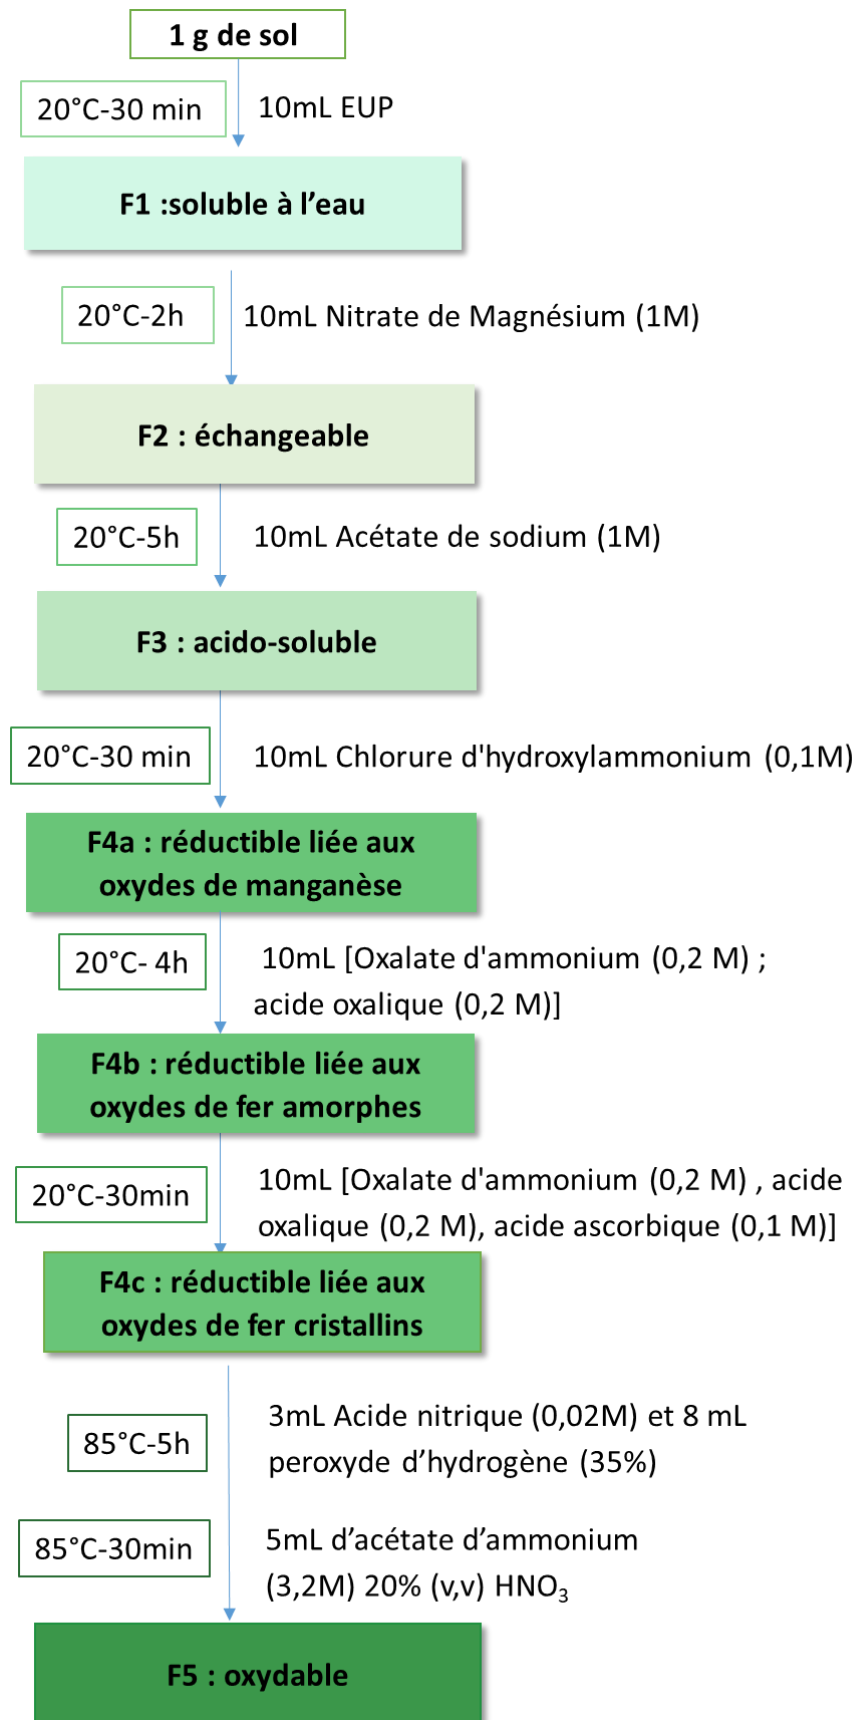 1 g de sol
20°C-30 min
10mL EUP
F1 :soluble à l’eau
20°C-2h
10mL Nitrate de Magnésium (1M)
F2 : échangeable
20°C-5h
10mL Acétate de sodium (1M)
F3 : acido-soluble
20°C-30 min
10mL Chlorure d'hydroxylammonium (0,1M)
F4a : réductible liée aux
oxydes de manganèse
20°C- 4h
10mL [Oxalate d'ammonium (0,2 M) ;
acide oxalique (0,2 M)]
F4b : réductible liée aux
oxydes de fer amorphes
20°C-30min
10mL [Oxalate d'ammonium (0,2 M) , acide
oxalique (0,2 M), acide ascorbique (0,1 M)]
F4c : réductible liée aux
oxydes de fer cristallins
85°C-5h
3mL Acide nitrique (0,02M) et 8 mL
peroxyde d’hydrogène (35%)
85°C-30min
5mL d’acétate d’ammonium
(3,2M) 20% (v,v) HNO₃
F5 : oxydable